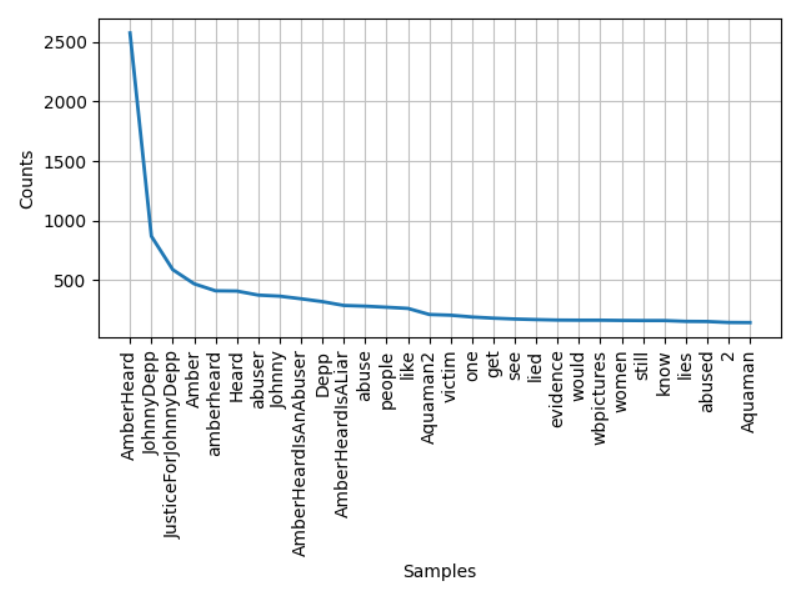 2500
2000
1500
1000
500
Counts
AmberHeard
JohnnyDepp
JusticeForJohnnyDepp
Amber
amberheard
Heard
abuser
Johnny
AmberHeardIsAnAbuser
Depp
AmberHeardIsALiar
abuse
people
like
Aquaman2
victim
one
get
see
lied
evidence
would
wbpictures
women
still
know
lies
abused
2
Aquaman
Samples